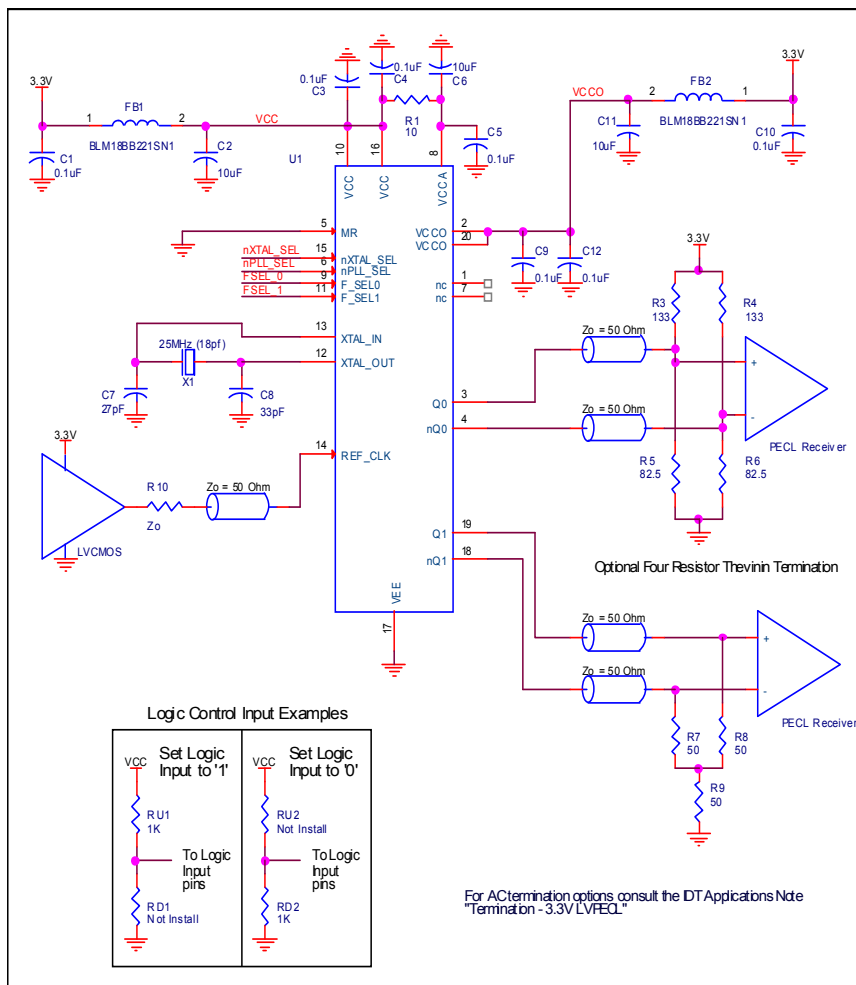 3.3V
FB1
1
2
BLM18BB221SN1
C1
0.1uF
C2
10uF
VCC
0.1uF
C3
0.1uF
C4
10uF
C6
R1
10
C5
0.1uF
VCCO
C11
10uF
FB2
2
1
BLM18BB221SN1
3.3V
C10
0.1uF
U1
10
VCC
16
VCC
8
VCCA
5
MR
nXTAL_SEL
15
nXTAL_SEL
nPLL_SEL
6
nPLL_SEL
FSEL_0
9
F_SEL0
FSEL_1
11
F_SEL1
13
XTAL_IN
12
XTAL_OUT
25MHz (18pf)
X1
C7
27pF
C8
33pF
14
REF_CLK
3.3V
R10
Zo
Zo = 50 Ohm
LVCMOS
VEE
17
VCCO
2
VCCO
20
C9
0.1uF
C12
0.1uF
nc
1
nc
7
Q0
3
nQ0
4
Zo = 50 Ohm
Zo = 50 Ohm
3.3V
R3
133
R4
133
R5
82.5
R6
82.5
+
-
PECL Receiver
Optional Four Resistor Thevinin Termination
Q1
19
nQ1
18
Zo = 50 Ohm
Zo = 50 Ohm
+
-
PECL Receiver
R7
50
R8
50
R9
50
Logic Control Input Examples
Set Logic
Input to '1'
VCC
RU1
1K
To Logic
Input
pins
RD1
Not Install
Set Logic
Input to '0'
VCC
RU2
Not Install
To Logic
Input
pins
RD2
1K
For AC termination options consult the IDT Applications Note
"Termination - 3.3V LVPECL"